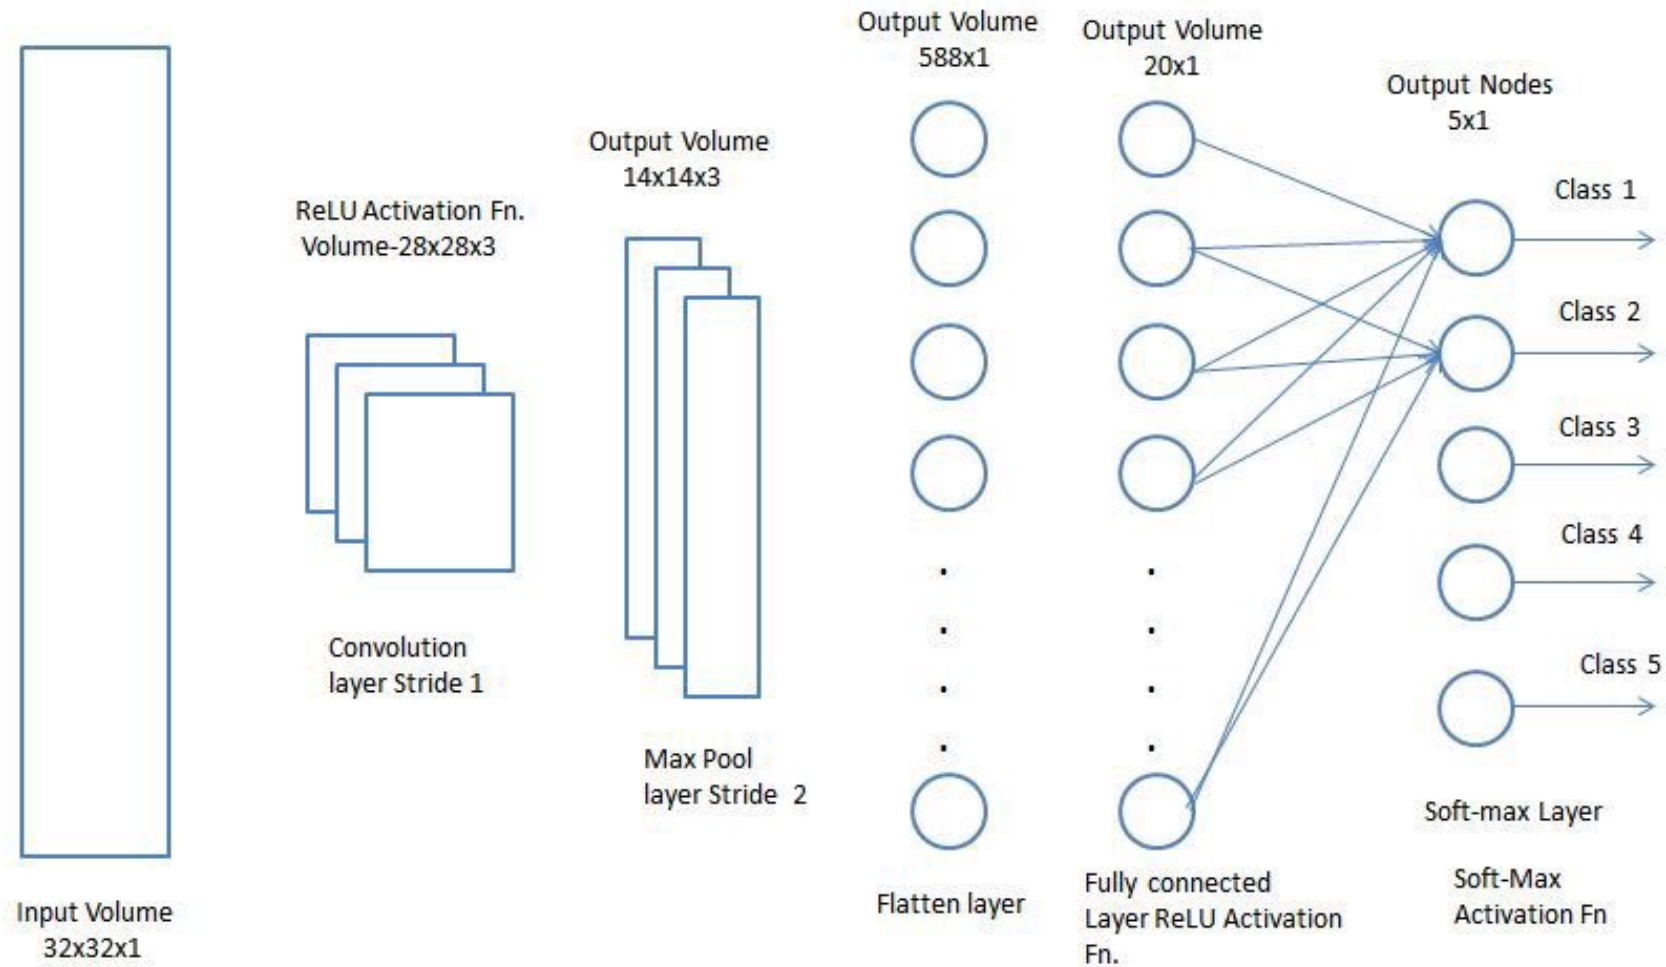 Input Volume
32x32x1
ReLU Activation Fn.
Volume-28x28x3
Convolution
layer Stride 1
Output Volume
14x14x3
Max Pool
layer Stride 2
Output Volume
588x1
Flatten layer
Output Volume
20x1
Fully connected
Layer ReLU Activation
Fn.
Output Nodes
5x1
Class 1
Class 2
Class 3
Class 4
Class 5
Soft-max Layer
Soft-Max
Activation Fn